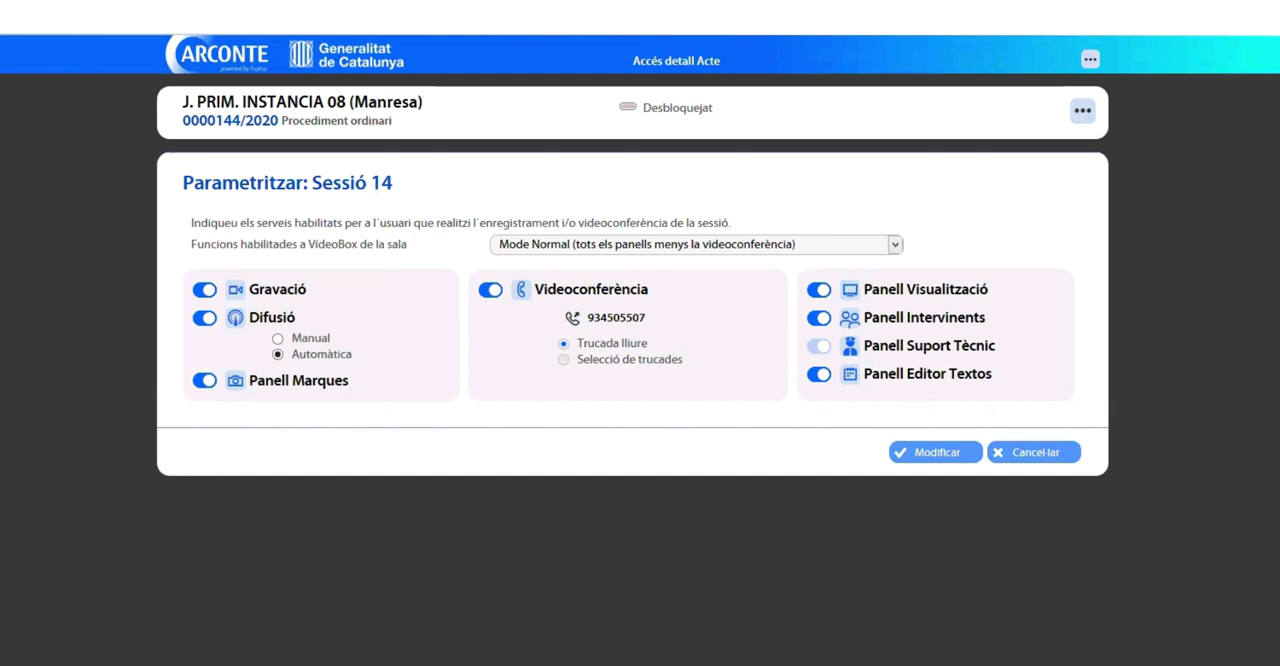 ARCONTE
powered by Fujitsu
Generalitat
de Catalunya
Accés detall Acte
J. PRIM. INSTANCIA 08 (Manresa)
0000144/2020 Procediment ordinari
Desbloquejat
Parametritzar: Sessió 14
Indiqueu els serveis habilitats per a l´usuari que realitzi l´enregistrament i/o videoconferència de la sessió.
Funcions habilitades a VídeoBox de la sala
Mode Normal (tots els panells menys la videoconferència)
Gravació
Difusió
Manual
Automàtica
Panell Marques
Videoconferència
934505507
Trucada lliure
Selecció de trucades
Panell Visualització
Panell Intervinents
Panell Suport Tècnic
Panell Editor Textos
Modificar
Cancel·lar